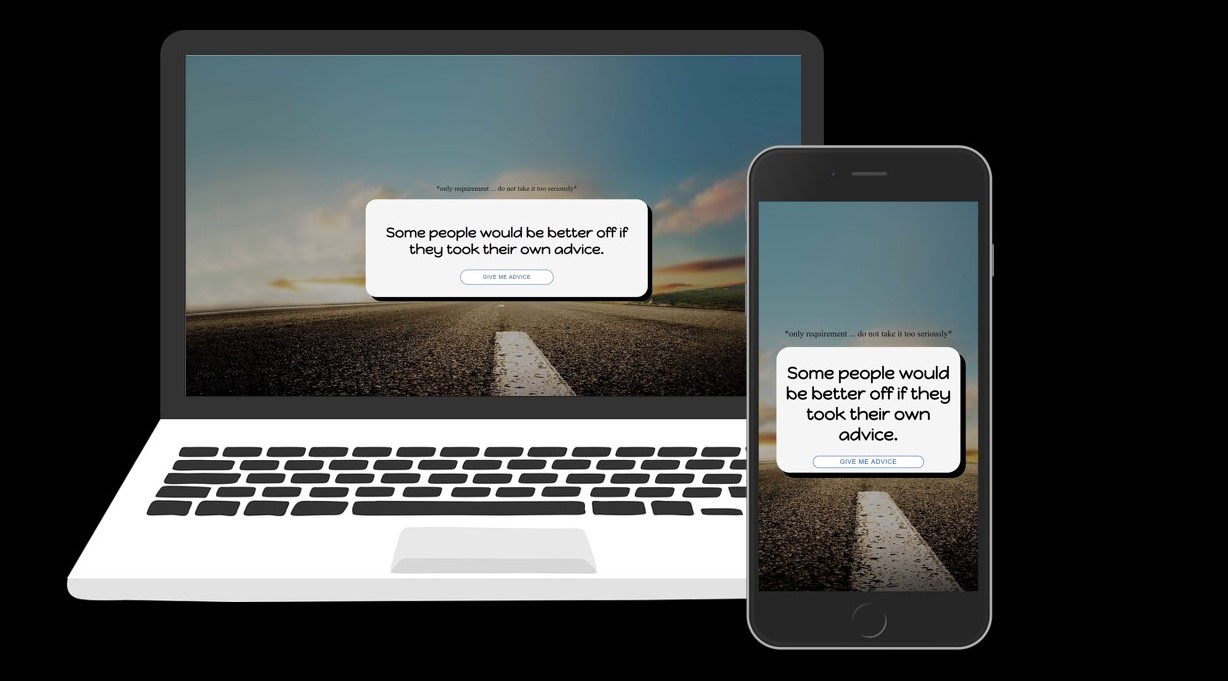 *only requirement ... do not take it too seriously*
Some people would be better off if
they took their own advice.
GIVE ME ADVICE
*only requirement ... do not take it too seriously*
Some people would
be better off if they
took their own
advice.
GIVE ME ADVICE